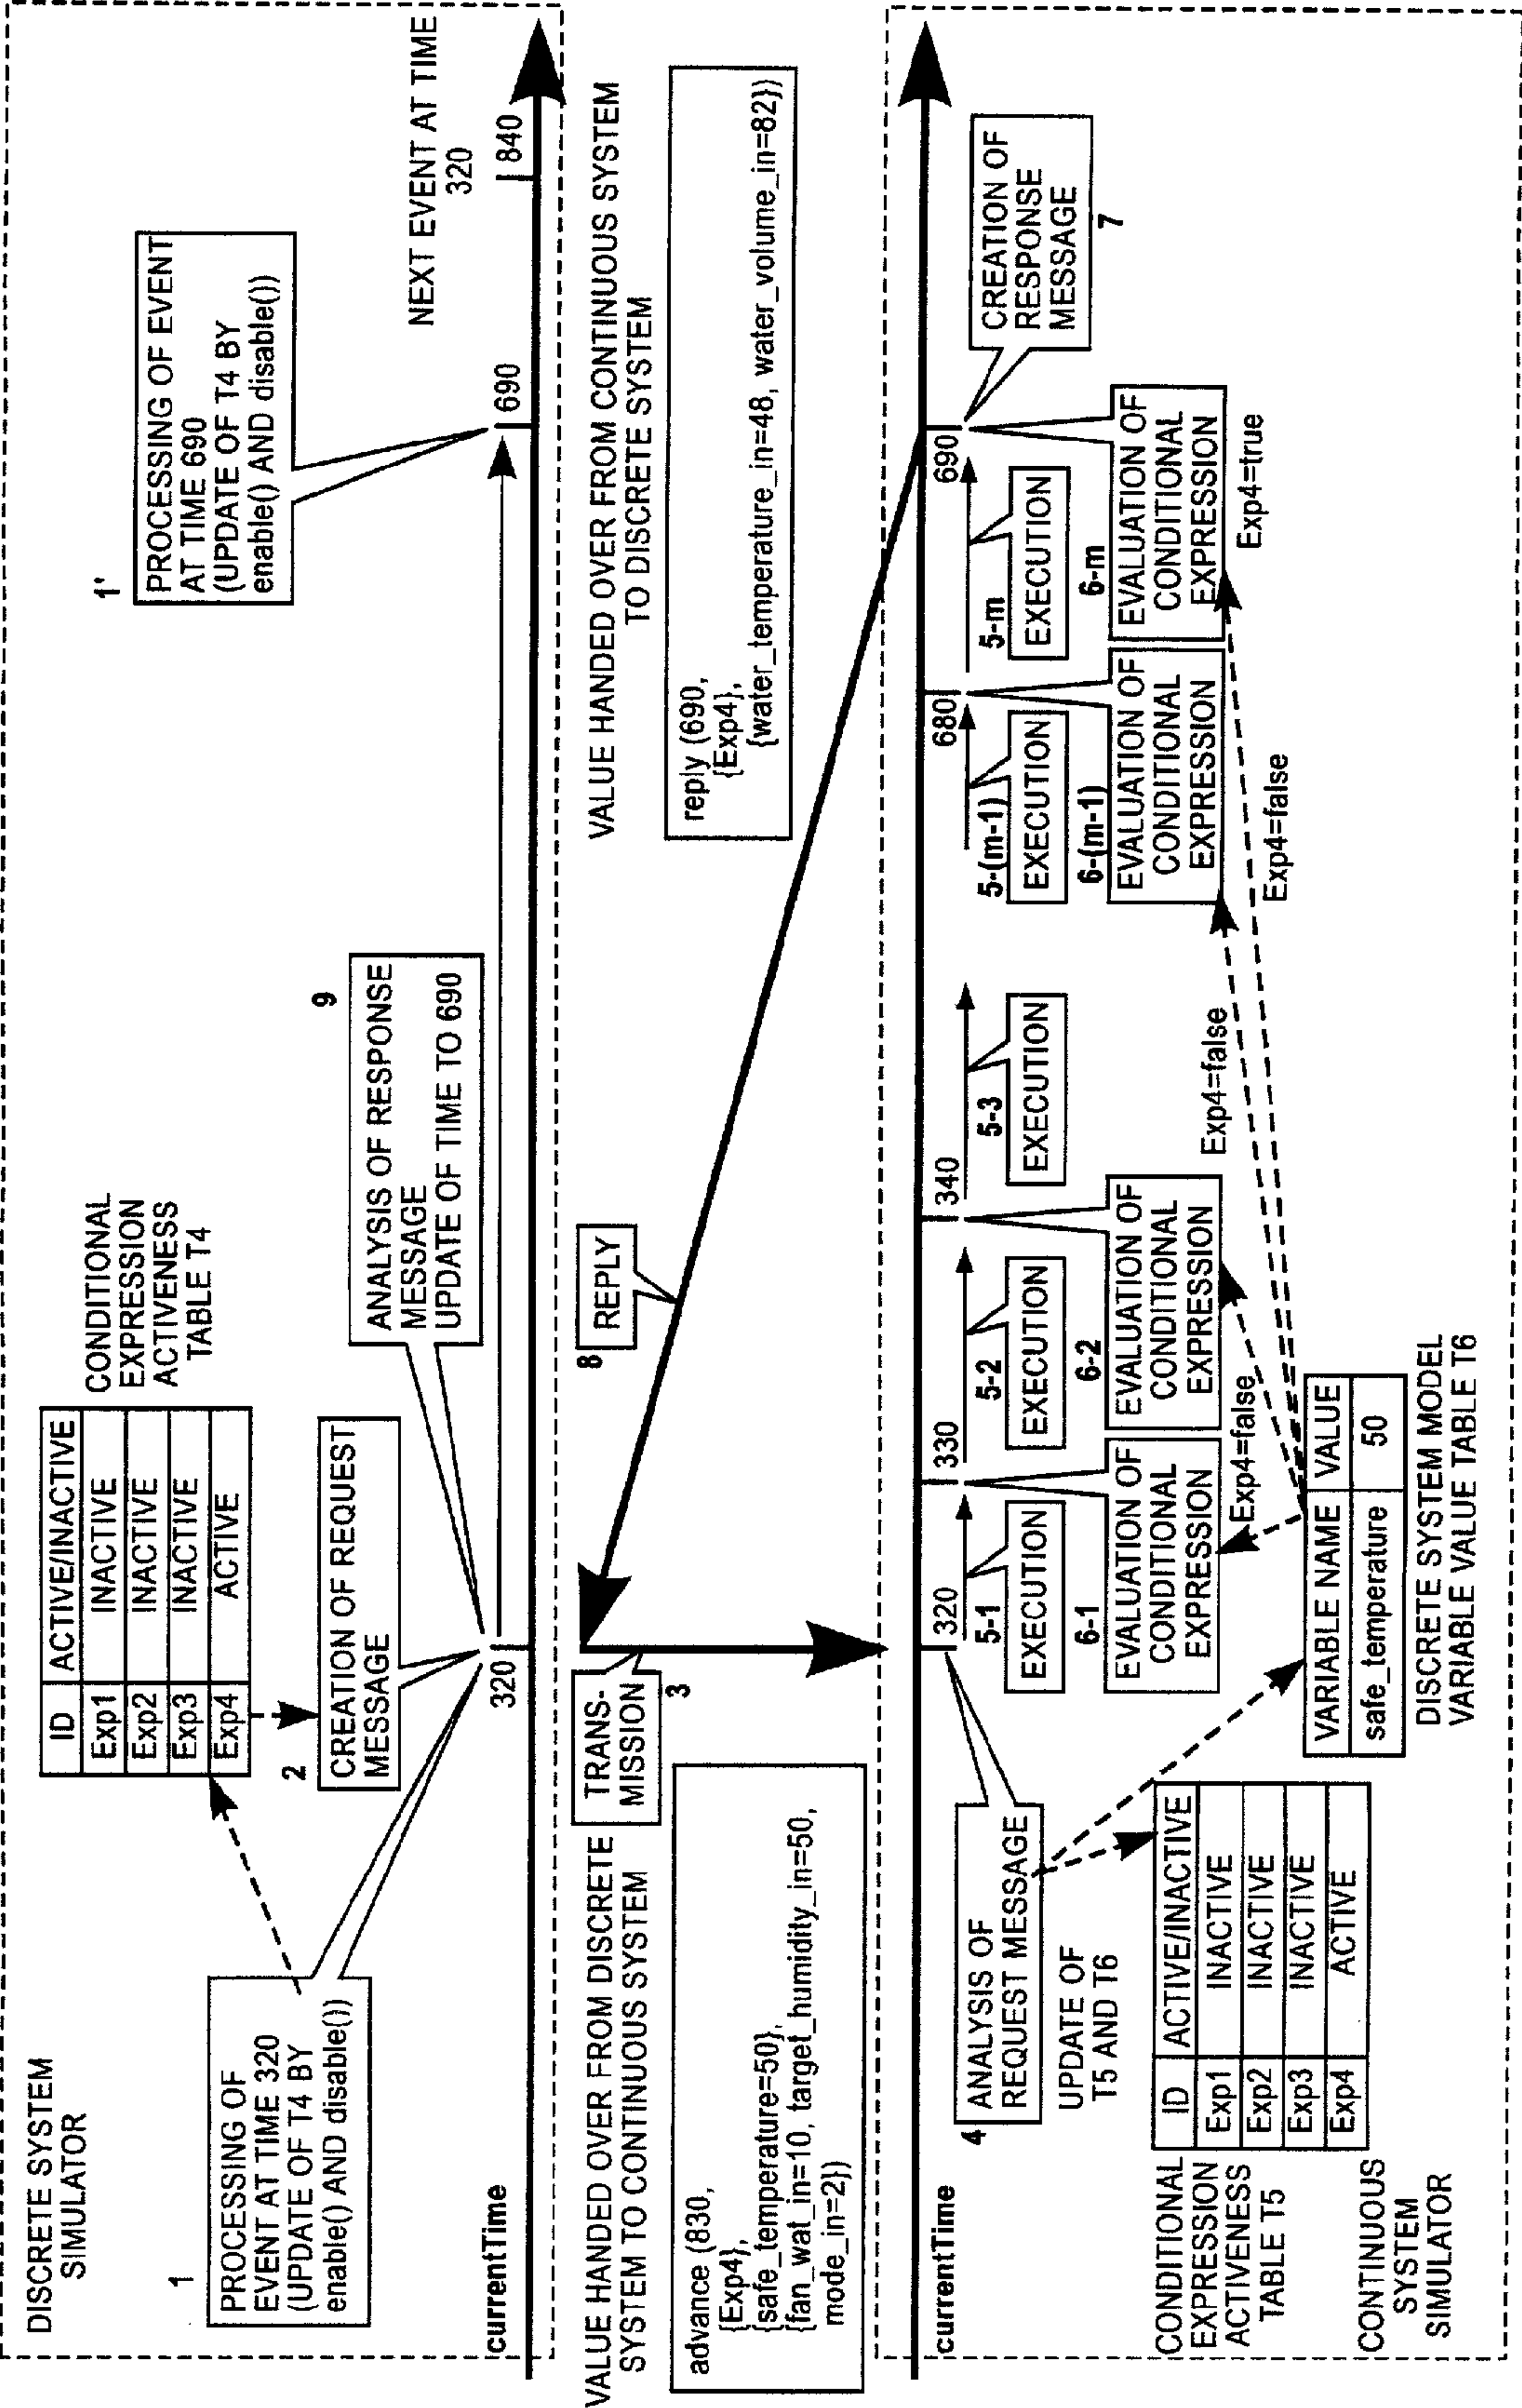 DISCRETE SYSTEM
SIMULATOR
1
PROCESSING OF
EVENT AT TIME 320
(UPDATE OF T4 BY
enable() AND disable())
ID ACTIVE/INACTIVE
Exp1 INACTIVE
Exp2 INACTIVE
Exp3 INACTIVE
Exp4 ACTIVE
CONDITIONAL
EXPRESSION
ACTIVENESS
TABLE T4
2
CREATION OF REQUEST
MESSAGE
9
ANALYSIS OF RESPONSE
MESSAGE
UPDATE OF TIME TO 690
1'
PROCESSING OF EVENT
AT TIME 690
(UPDATE OF T4 BY
enable() AND disable())
NEXT EVENT AT TIME
320
currentTime
320
690
840
VALUE HANDED OVER FROM DISCRETE
SYSTEM TO CONTINUOUS SYSTEM
advance (830,
{Exp4},
{safe_temperature=50},
{fan_wat_in=10, target_humidity_in=50,
mode_in=2})
TRANS-
MISSION
3
8
REPLY
VALUE HANDED OVER FROM CONTINUOUS SYSTEM
TO DISCRETE SYSTEM
reply (690,
{Exp4},
{water_temperature_in=48, water_volume_in=82})
currentTime
320
330
340
680
690
4
ANALYSIS OF
REQUEST MESSAGE
UPDATE OF
T5 AND T6
5-1
EXECUTION
5-2
EXECUTION
5-3
EXECUTION
5-(m-1)
EXECUTION
5-m
EXECUTION
CREATION OF
RESPONSE
MESSAGE
7
6-1
EVALUATION OF
CONDITIONAL
EXPRESSION
6-2
EVALUATION OF
CONDITIONAL
EXPRESSION
6-(m-1)
EVALUATION OF
CONDITIONAL
EXPRESSION
6-m
EVALUATION OF
CONDITIONAL
EXPRESSION
Exp4=false
Exp4=false
Exp4=false
Exp4=true
CONDITIONAL
EXPRESSION
ACTIVENESS
TABLE T5
ID ACTIVE/INACTIVE
Exp1 INACTIVE
Exp2 INACTIVE
Exp3 INACTIVE
Exp4 ACTIVE
VARIABLE NAME VALUE
safe_temperature 50
DISCRETE SYSTEM MODEL
VARIABLE VALUE TABLE T6
CONTINUOUS
SYSTEM
SIMULATOR